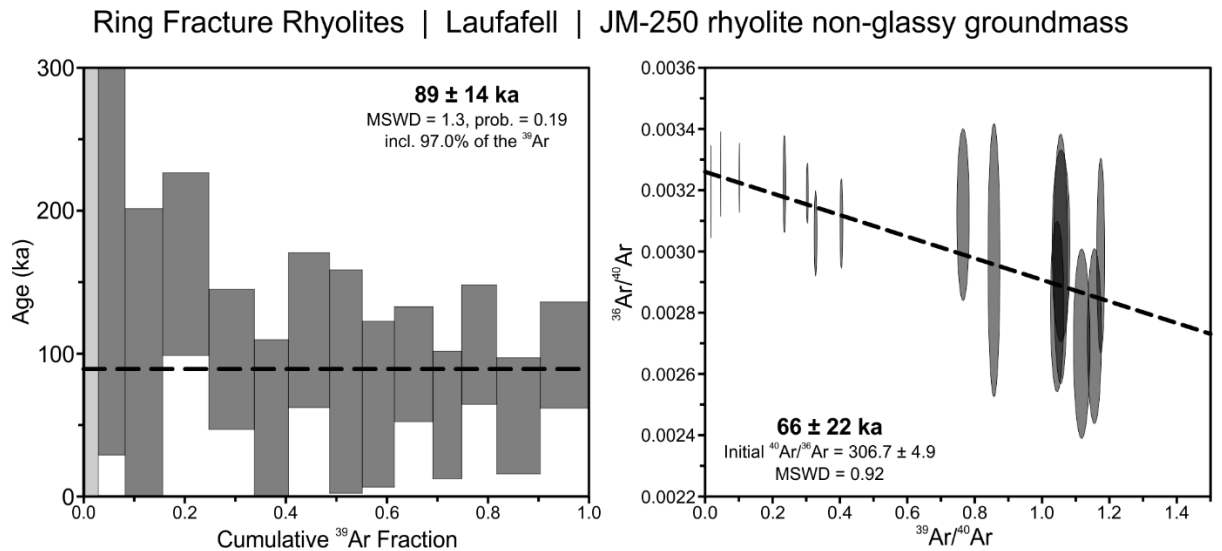 Ring Fracture Rhyolites | Laufafell | JM-250 rhyolite non-glassy groundmass
300
200
100
0
Age (ka)
89 ± 14 ka
MSWD = 1.3, prob. = 0.19
incl. 97.0% of the ³⁹Ar
0.0 0.2 0.4 0.6 0.8 1.0
Cumulative ³⁹Ar Fraction
0.0036
0.0034
0.0032
0.0030
0.0028
0.0026
0.0024
0.0022
³⁶Ar/⁴⁰Ar
66 ± 22 ka
Initial ⁴⁰Ar/³⁶Ar = 306.7 ± 4.9
MSWD = 0.92
0.0 0.2 0.4 0.6 0.8 1.0 1.2 1.4
³⁹Ar/⁴⁰Ar